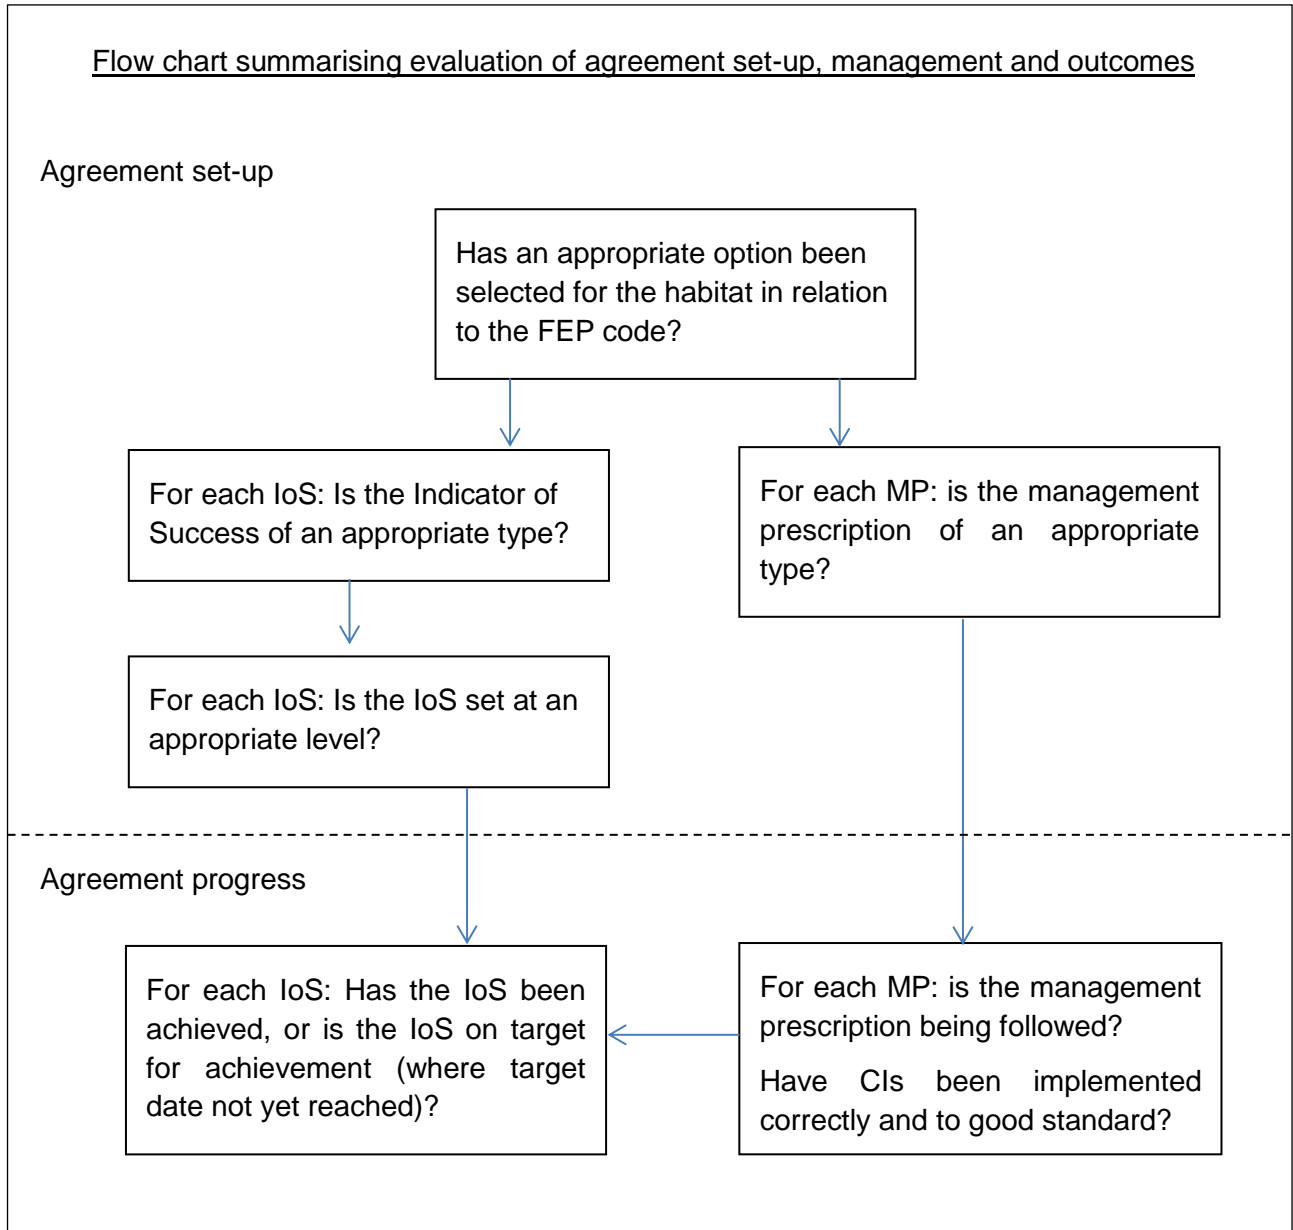 Flow chart summarising evaluation of agreement set-up, management and outcomes
Agreement set-up
Has an appropriate option been
selected for the habitat in relation
to the FEP code?
For each IoS: Is the Indicator of
Success of an appropriate type?
For each MP: is the management
prescription of an appropriate
type?
For each IoS: Is the IoS set at an
appropriate level?
Agreement progress
For each IoS: Has the IoS been
achieved, or is the IoS on target
for achievement (where target
date not yet reached)?
For each MP: is the management
prescription being followed?
Have CIs been implemented
correctly and to good standard?